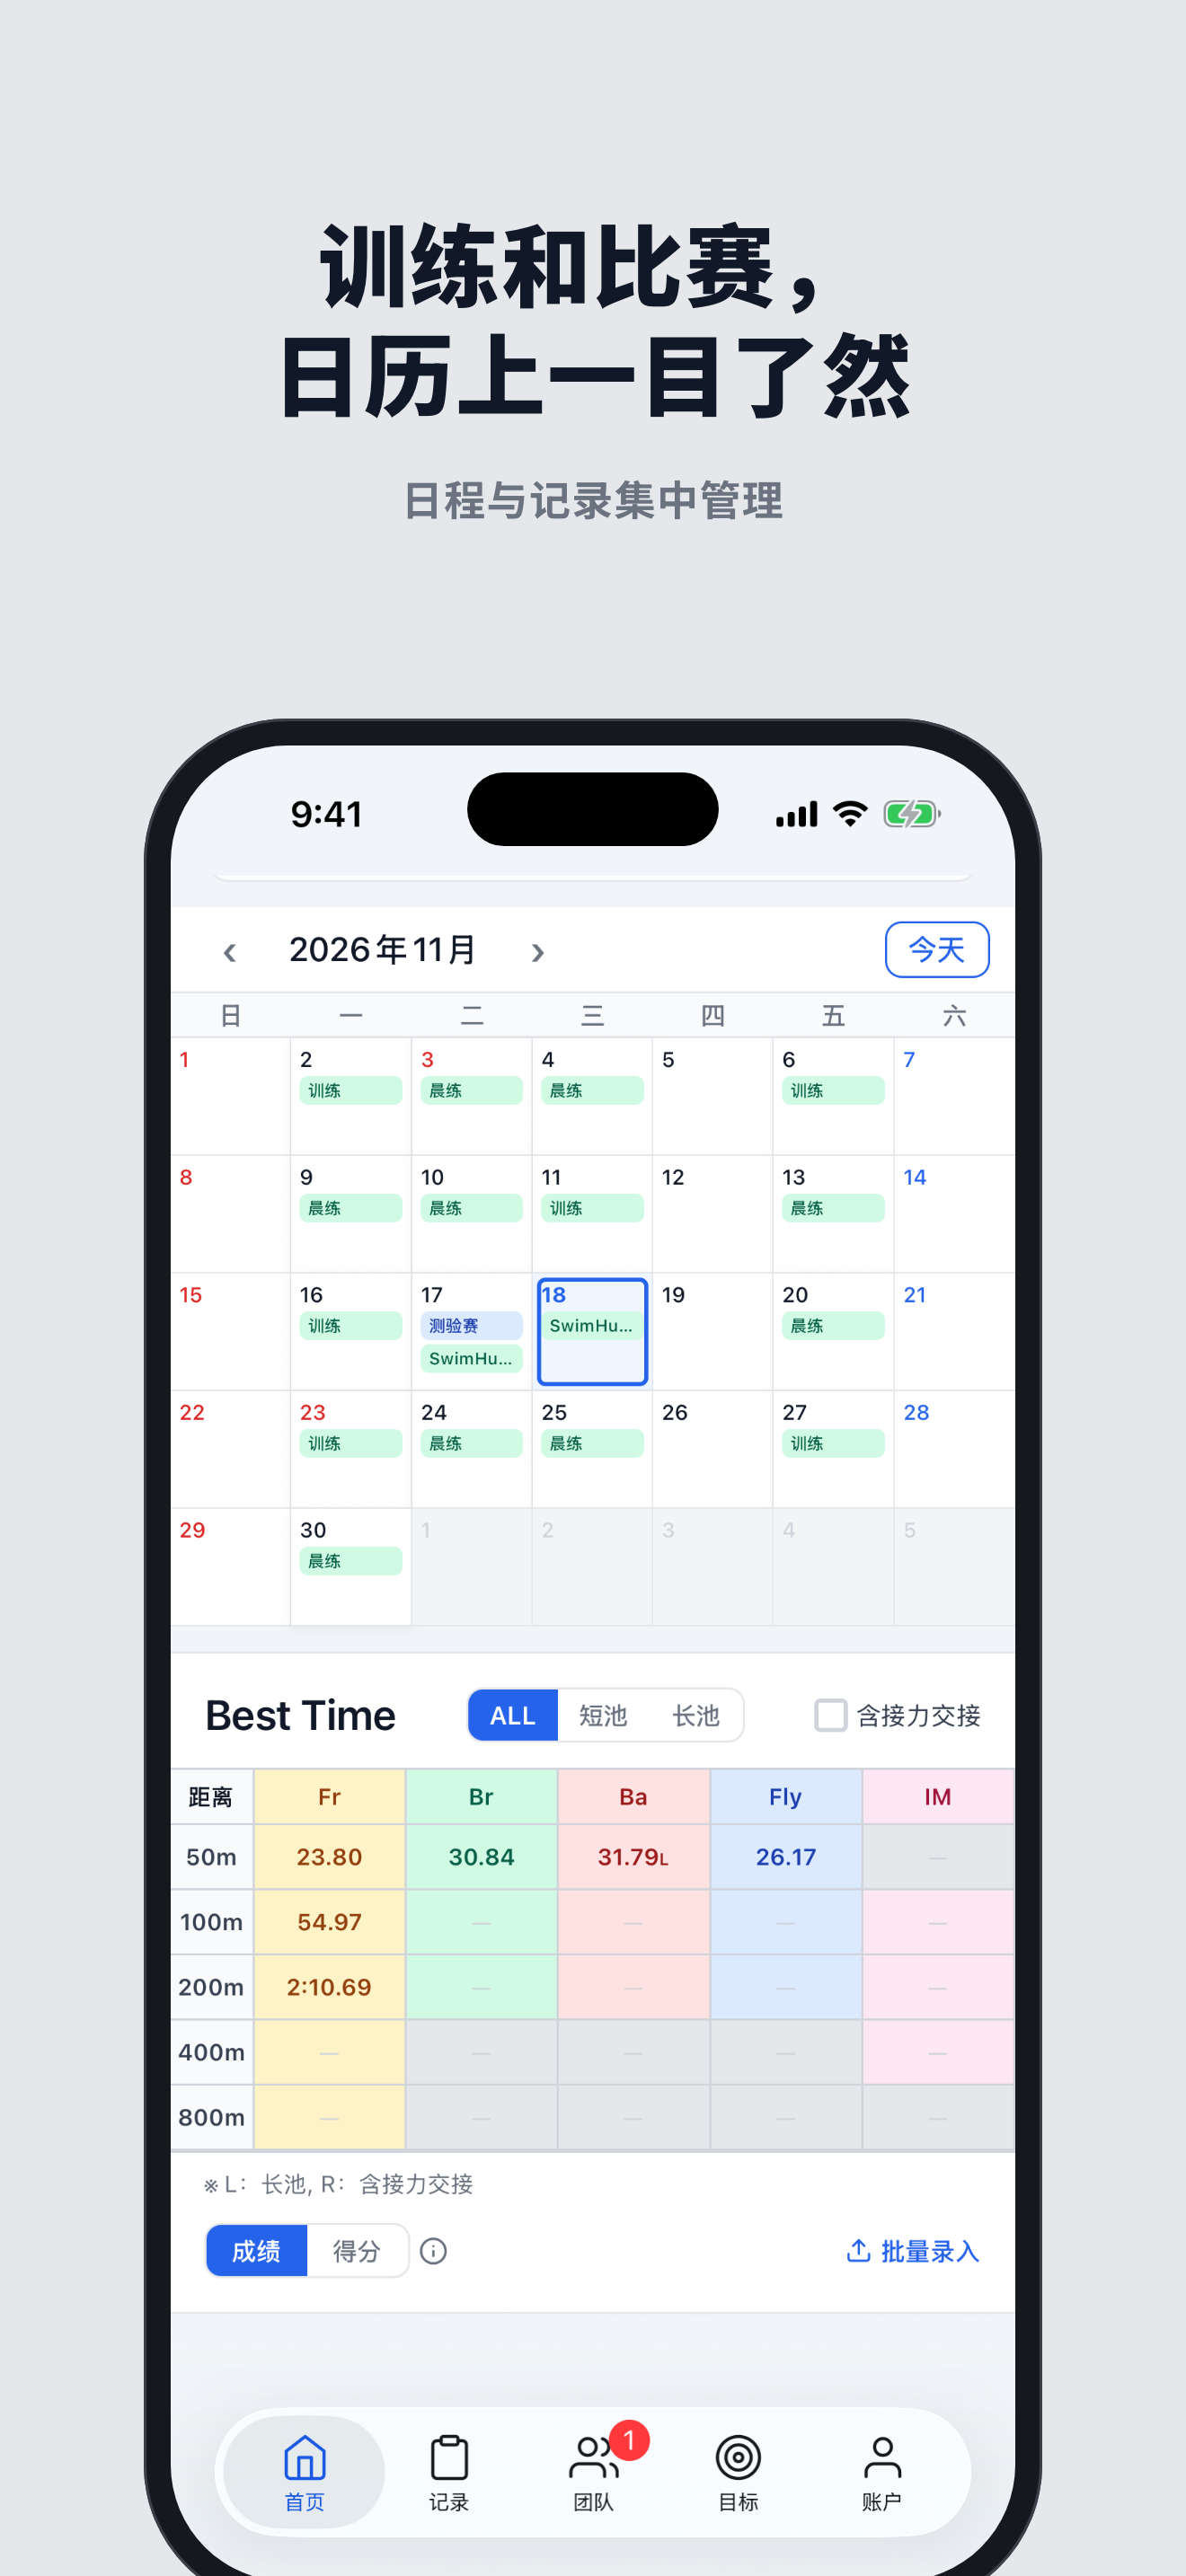 训练和比赛，
日历上一目了然
日程与记录集中管理
9:41
‹ 2026年11月 › 今天
日 一 二 三 四 五 六
1 2 3 4 5 6 7
训练 晨练 晨练 训练
8 9 10 11 12 13 14
晨练 晨练 训练 晨练
15 16 17 18 19 20 21
训练 测验赛 SwimHu... 晨练
SwimHu...
22 23 24 25 26 27 28
训练 晨练 晨练 训练
29 30 1 2 3 4 5
晨练
Best Time ALL 短池 长池 含接力交接
距离 Fr Br Ba Fly IM
50m 23.80 30.84 31.79L 26.17 —
100m 54.97 — — — —
200m 2:10.69 — — — —
400m — — — — —
800m — — — — —
※L：长池, R：含接力交接
成绩 得分 批量录入
1
首页 记录 团队 目标 账户